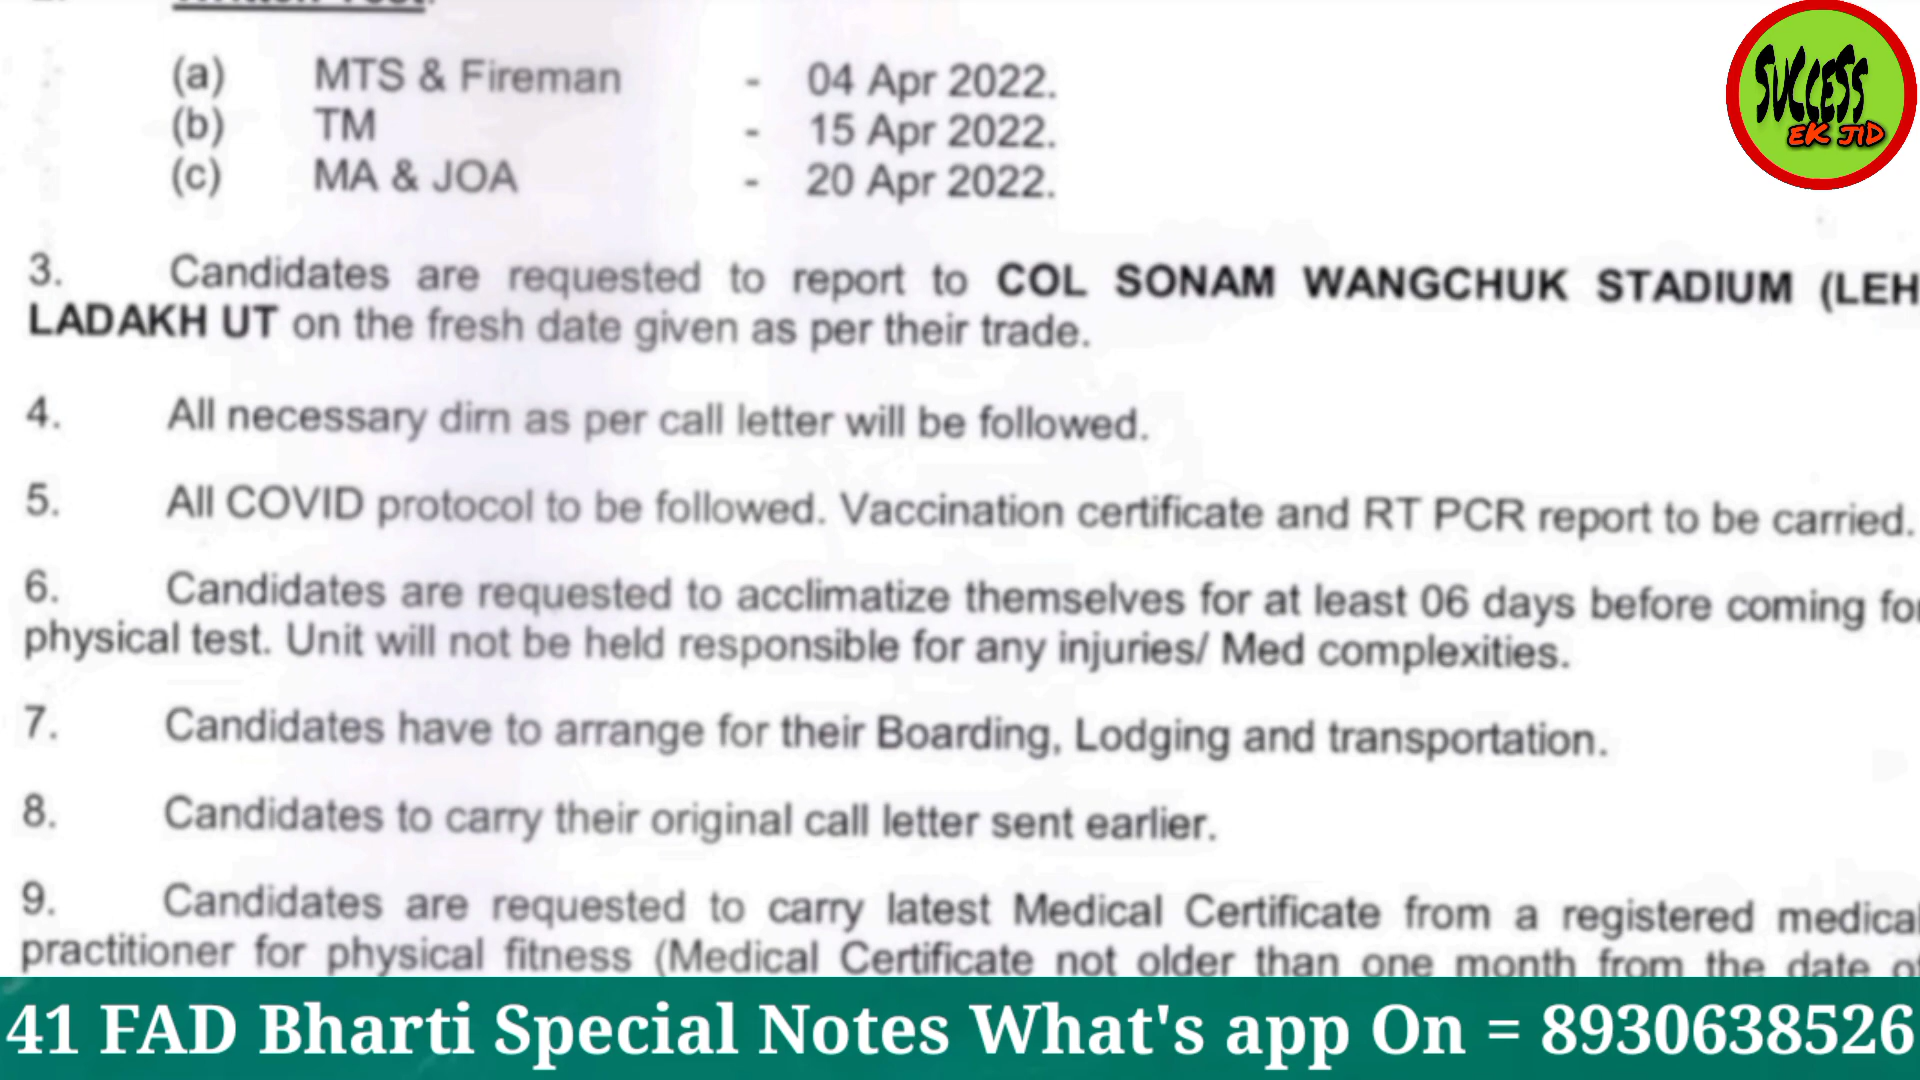 Written Test.
(a) MTS & Fireman - 04 Apr 2022.
(b) TM - 15 Apr 2022.
(c) MA & JOA - 20 Apr 2022.
SUCCESS
EK JID
3. Candidates are requested to report to COL SONAM WANGCHUK STADIUM (LEH
LADAKH UT on the fresh date given as per their trade.
4. All necessary dirn as per call letter will be followed.
5. All COVID protocol to be followed. Vaccination certificate and RT PCR report to be carried.
6. Candidates are requested to acclimatize themselves for at least 06 days before coming for
physical test. Unit will not be held responsible for any injuries/ Med complexities.
7. Candidates have to arrange for their Boarding, Lodging and transportation.
8. Candidates to carry their original call letter sent earlier.
9. Candidates are requested to carry latest Medical Certificate from a registered medical
practitioner for physical fitness (Medical Certificate not older than one month from the date of
41 FAD Bharti Special Notes What's app On = 8930638526